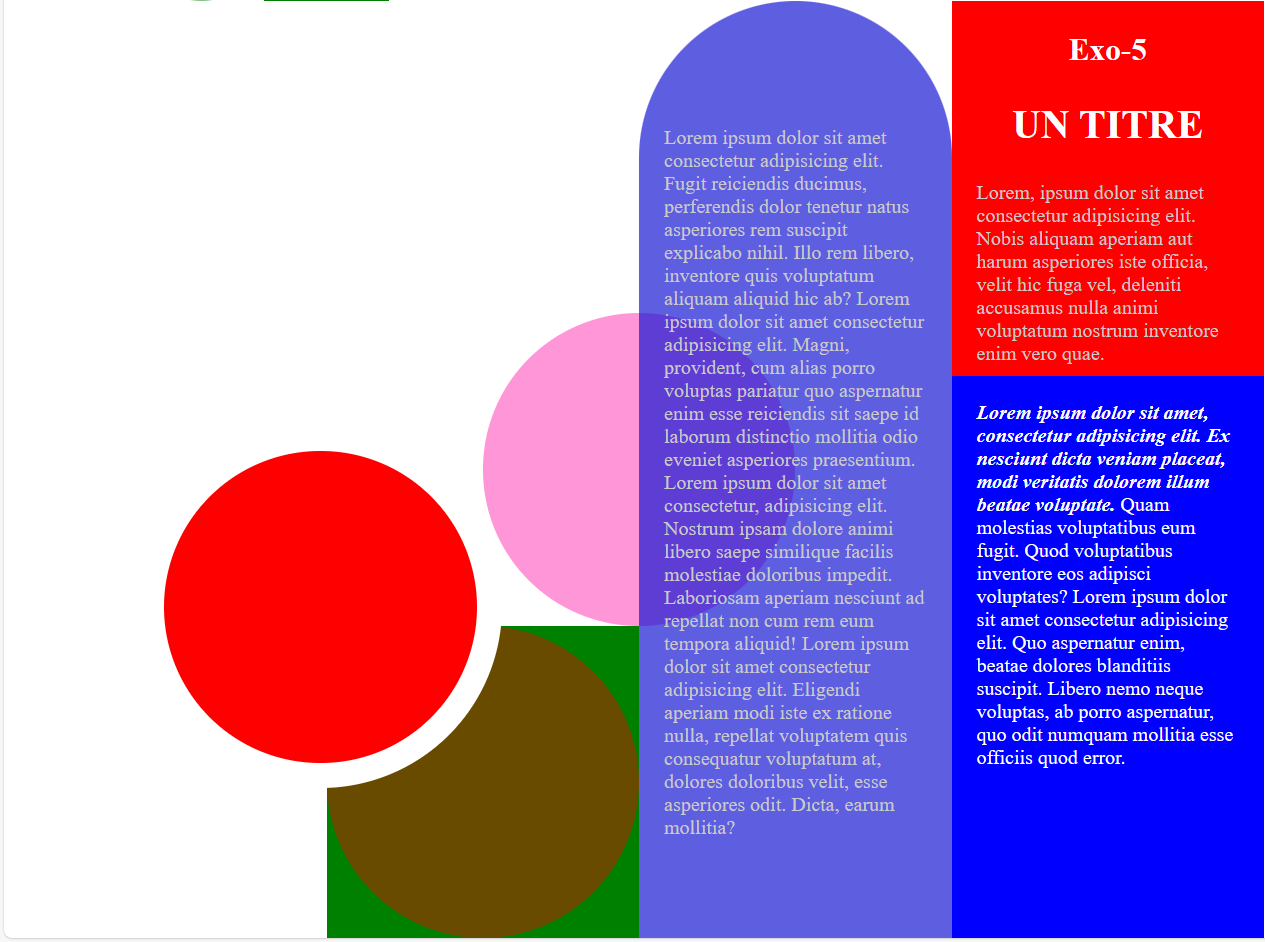 Lorem ipsum dolor sit amet
consectetur adipisicing elit.
Fugit reiciendis ducimus,
perferendis dolor tenetur natus
asperiores rem suscipit
explicabo nihil. Illo rem libero,
inventore quis voluptatum
aliquam aliquid hic ab? Lorem
ipsum dolor sit amet consectetur
adipisicing elit. Magni,
provident, cum alias porro
voluptas pariatur quo aspernatur
enim esse reiciendis sit saepe id
laborum distinctio mollitia odio
eveniet asperiores praesentium.
Lorem ipsum dolor sit amet
consectetur, adipisicing elit.
Nostrum ipsam dolore animi
libero saepe similique facilis
molestiae doloribus impedit.
Laboriosam aperiam nesciunt ad
repellat non cum rem eum
tempora aliquid! Lorem ipsum
dolor sit amet consectetur
adipisicing elit. Eligendi
aperiam modi iste ex ratione
nulla, repellat voluptatem quis
consequatur voluptatum at,
dolores doloribus velit, esse
asperiores odit. Dicta, earum
mollitia?
Exo-5
UN TITRE
Lorem, ipsum dolor sit amet
consectetur adipisicing elit.
Nobis aliquam aperiam aut
harum asperiores iste officia,
velit hic fuga vel, deleniti
accusamus nulla animi
voluptatum nostrum inventore
enim vero quae.
Lorem ipsum dolor sit amet,
consectetur adipisicing elit. Ex
nesciunt dicta veniam placeat,
modi veritatis dolorem illum
beatae voluptate. Quam
molestias voluptatibus eum
fugit. Quod voluptatibus
inventore eos adipisci
voluptates? Lorem ipsum dolor
sit amet consectetur adipisicing
elit. Quo aspernatur enim,
beatae dolores blanditiis
suscipit. Libero nemo neque
voluptas, ab porro aspernatur,
quo odit numquam mollitia esse
officiis quod error.